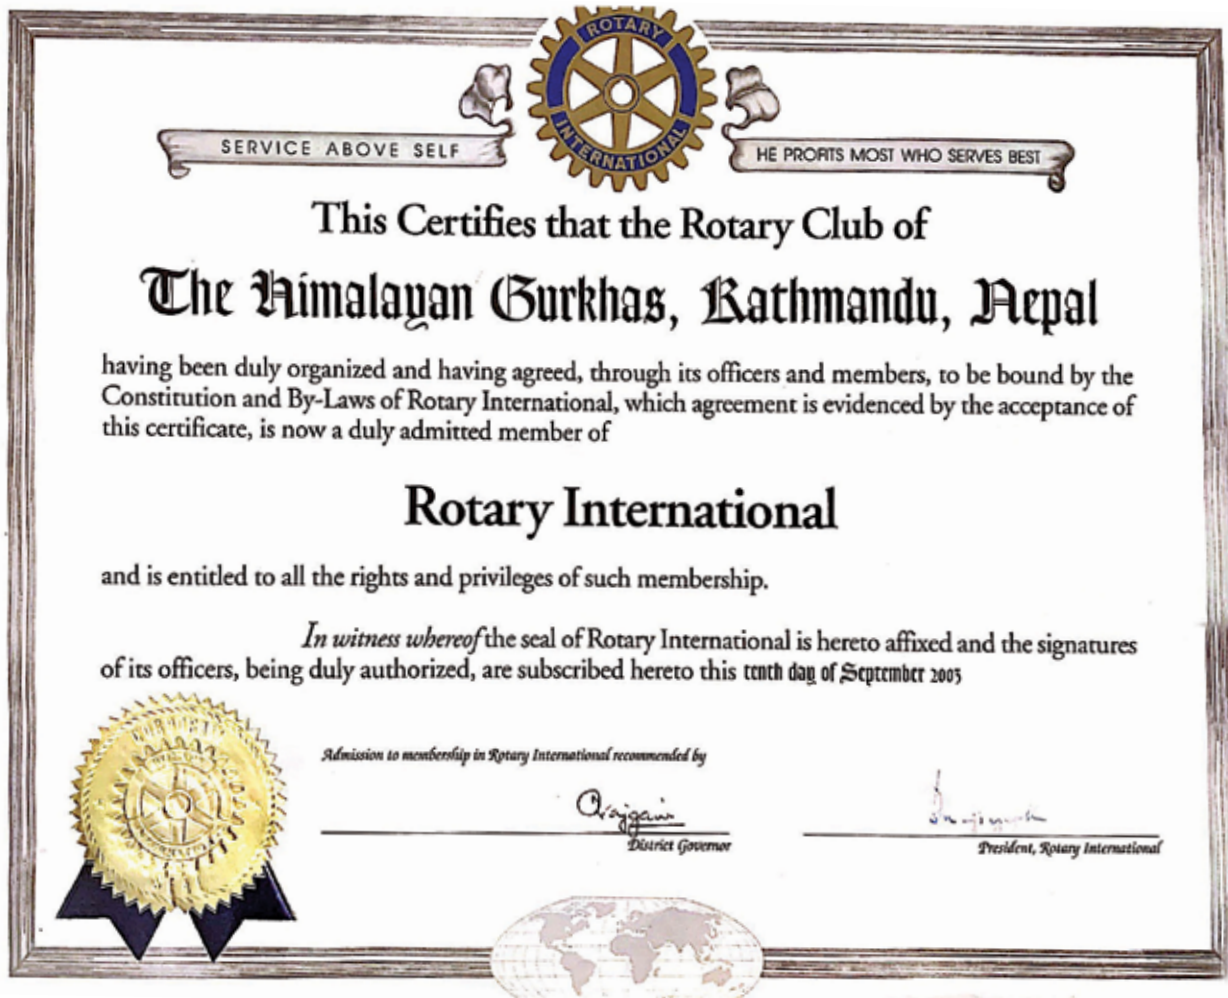 ROTARY
INTERNATIONAL
SERVICE ABOVE SELF
HE PROFITS MOST WHO SERVES BEST
This Certifies that the Rotary Club of
The Himalayan Gurkhas, Kathmandu, Nepal
having been duly organized and having agreed, through its officers and members, to be bound by the
Constitution and By-Laws of Rotary International, which agreement is evidenced by the acceptance of
this certificate, is now a duly admitted member of
Rotary International
and is entitled to all the rights and privileges of such membership.
In witness whereof the seal of Rotary International is hereto affixed and the signatures
of its officers, being duly authorized, are subscribed hereto this tenth day of September 2003
Admission to membership in Rotary International recommended by
District Governor
President, Rotary International